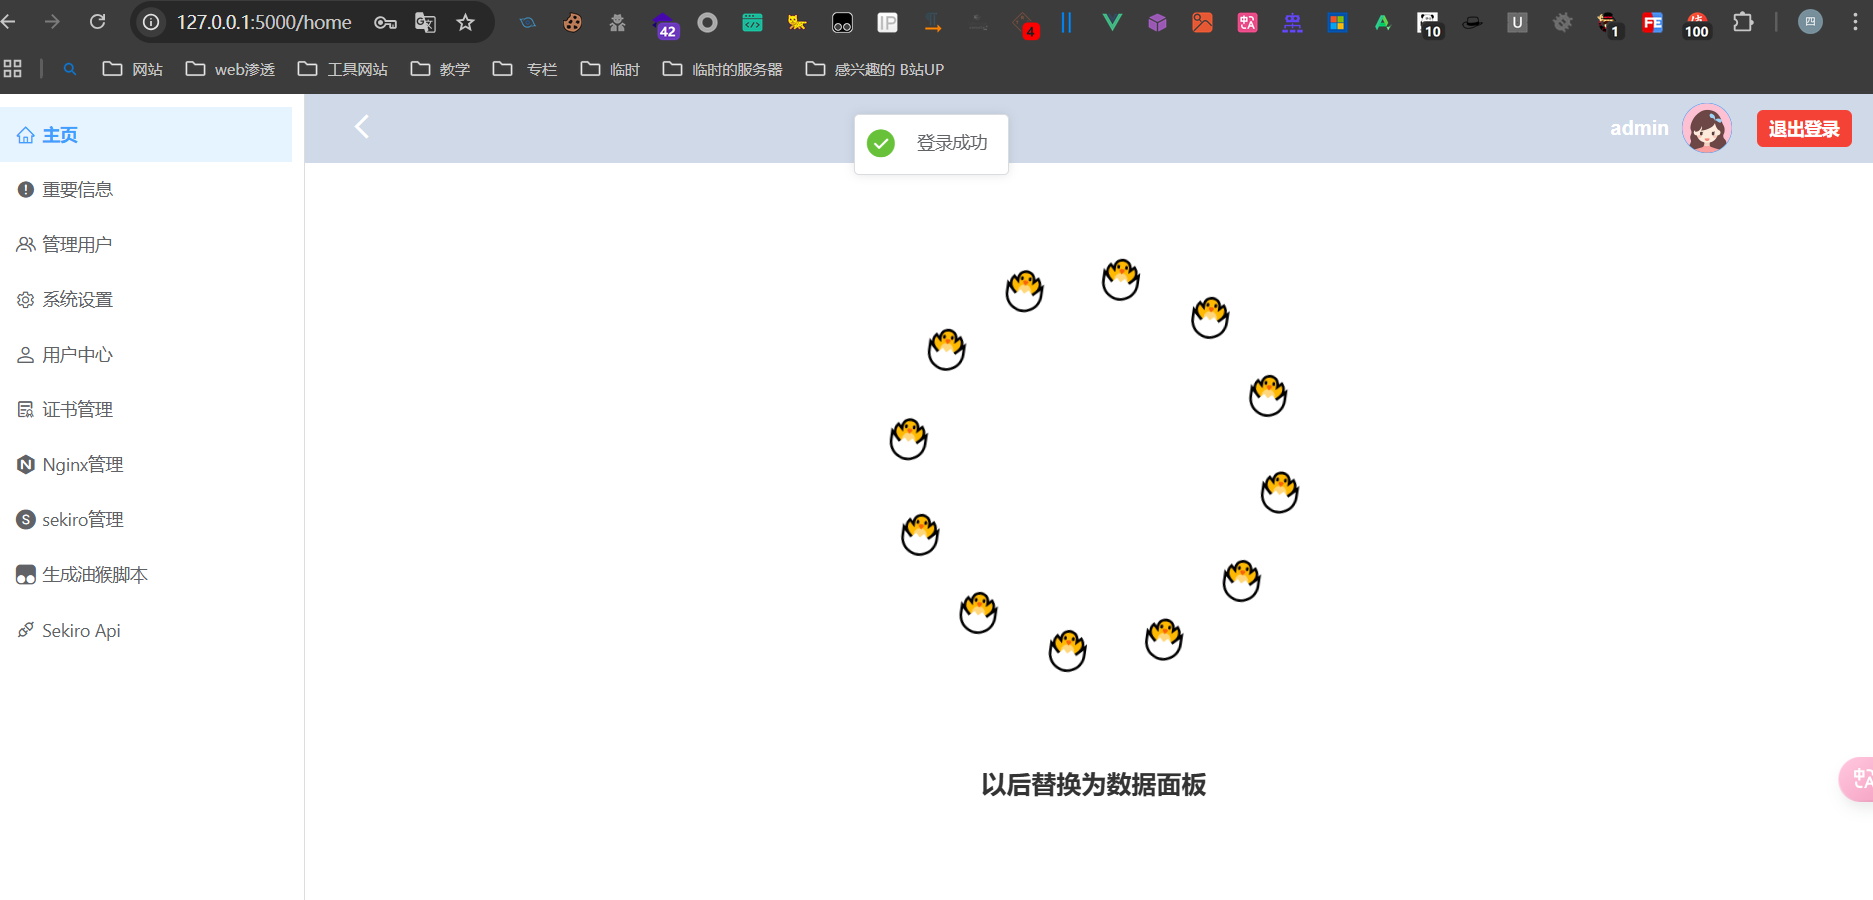 127.0.0.1:5000/home
42
IP
4
10
U
1
FE
100
四
网站
web渗透
工具网站
教学
专栏
临时
临时的服务器
感兴趣的 B站UP
主页
登录成功
admin
退出登录
重要信息
管理用户
系统设置
用户中心
证书管理
Nginx管理
sekiro管理
生成油猴脚本
Sekiro Api
以后替换为数据面板